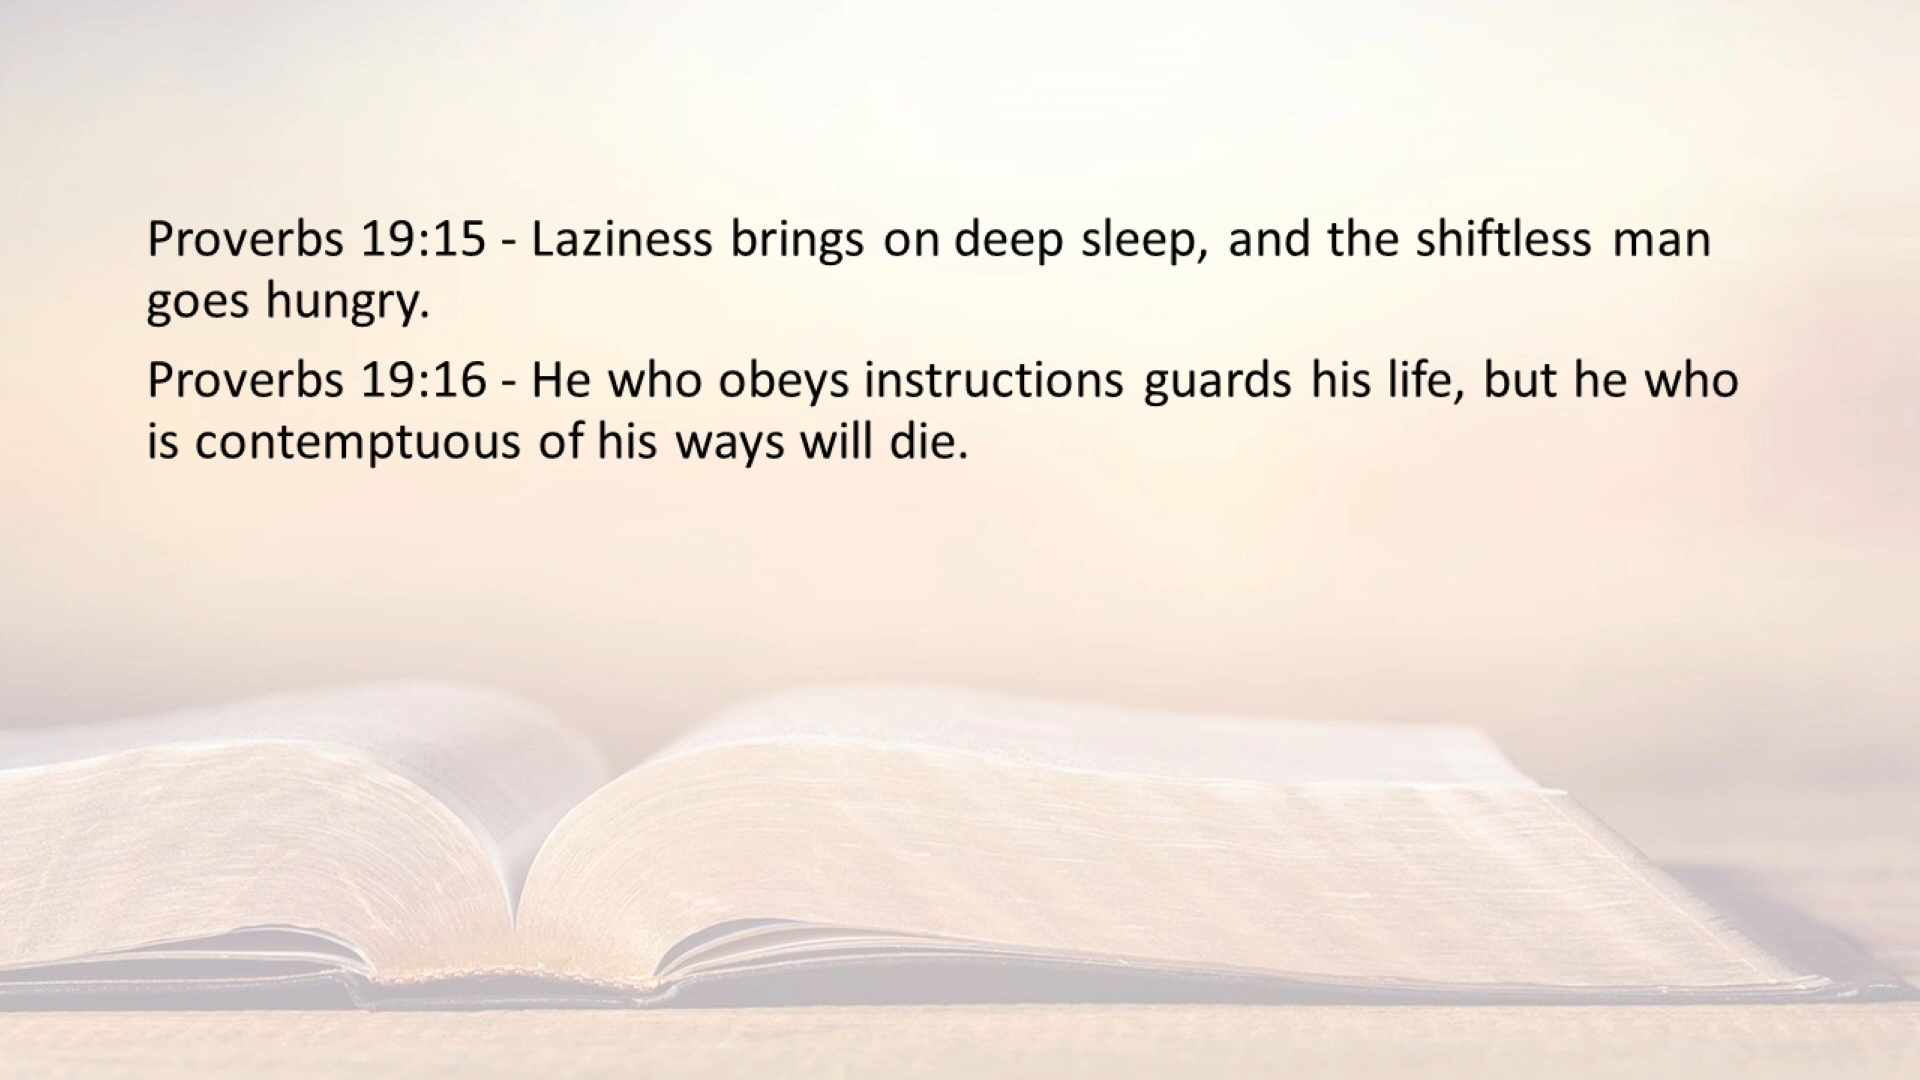 Proverbs 19:15 - Laziness brings on deep sleep, and the shiftless man
goes hungry.
Proverbs 19:16 - He who obeys instructions guards his life, but he who
is contemptuous of his ways will die.